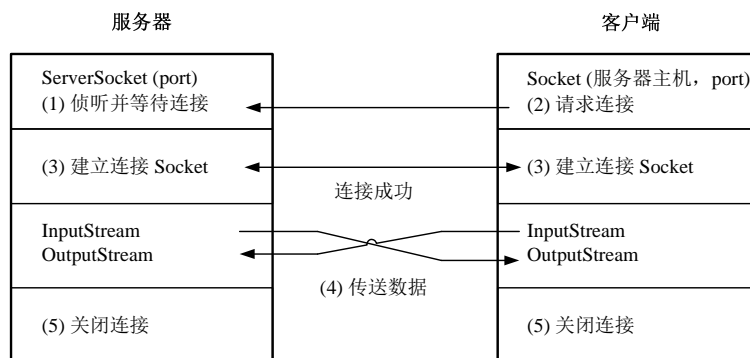 服务器
客户端
ServerSocket (port)
(1) 侦听并等待连接
Socket (服务器主机，port)
(2) 请求连接
(3) 建立连接 Socket
连接成功
(3) 建立连接 Socket
InputStream
OutputStream
InputStream
OutputStream
(4) 传送数据
(5) 关闭连接
(5) 关闭连接